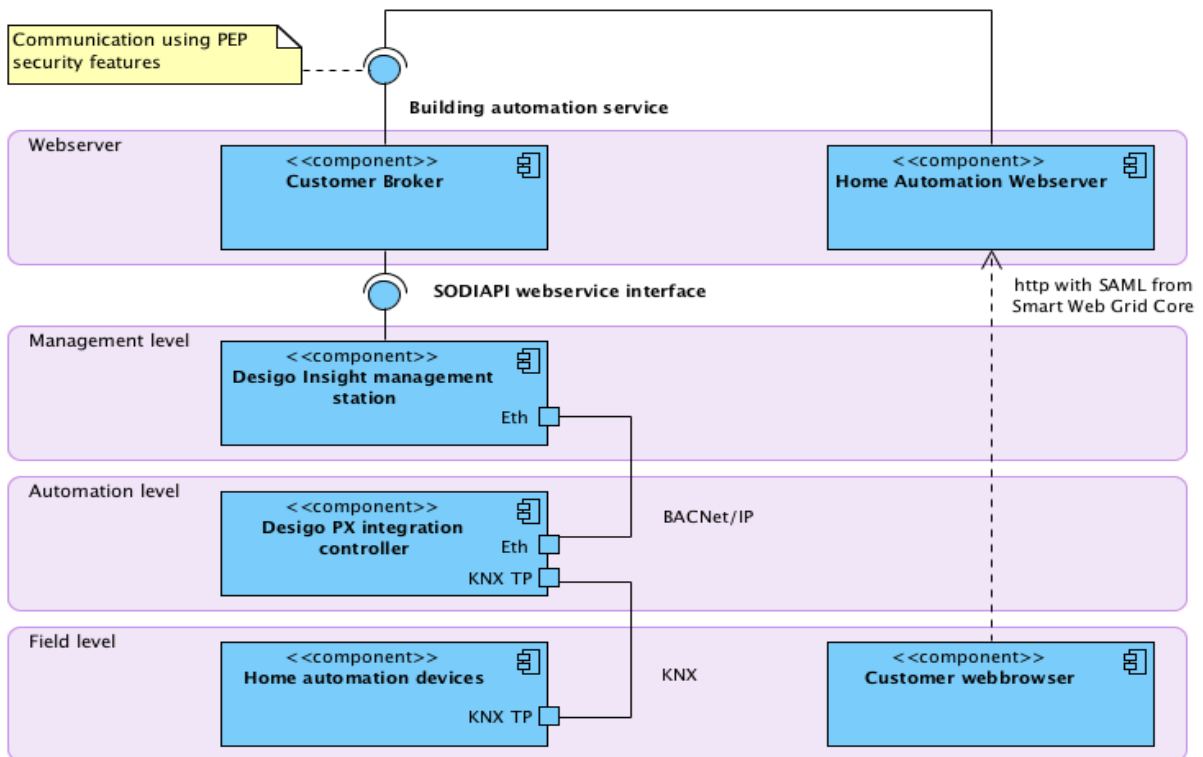 Communication using PEP
security features
Building automation service
Webserver
<<component>>
Customer Broker
<<component>>
Home Automation Webserver
SODIAPI webservice interface
http with SAML from
Smart Web Grid Core
Management level
<<component>>
Desigo Insight management
station
Eth
Automation level
<<component>>
Desigo PX integration
controller
Eth
KNX TP
BACNet/IP
Field level
<<component>>
Home automation devices
KNX TP
KNX
<<component>>
Customer webbrowser